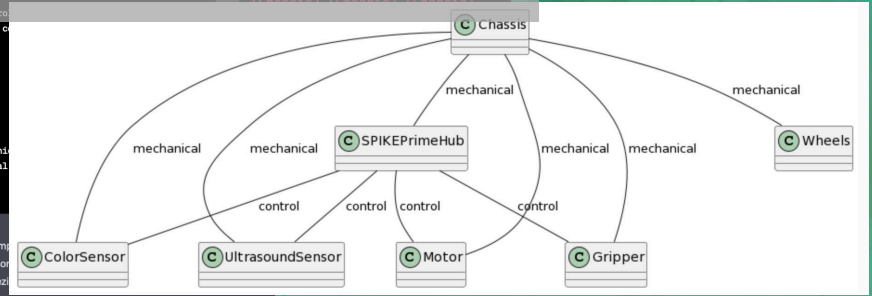 C Chassis
mechanical
C SPIKEPrimeHub
C Wheels
mechanical mechanical mechanical mechanical
control control control control
C ColorSensor
C UltrasoundSensor
C Motor
C Gripper
mechanical